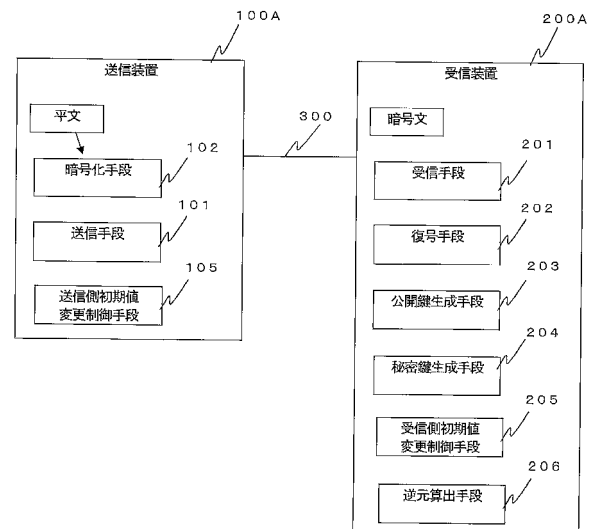 100A
送信装置
平文
102
暗号化手段
101
送信手段
105
送信側初期値
変更制御手段
300
200A
受信装置
暗号文
201
受信手段
202
復号手段
203
公開鍵生成手段
204
秘密鍵生成手段
205
受信側初期値
変更制御手段
206
逆元算出手段